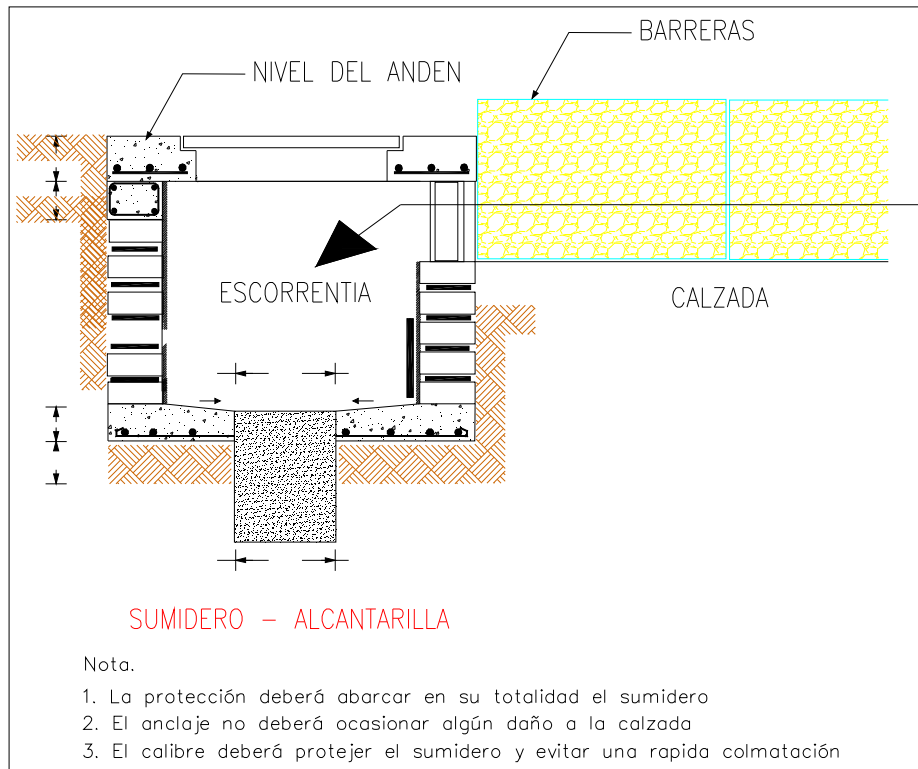 BARRERAS
NIVEL DEL ANDEN
ESCORRENTIA
CALZADA
SUMIDERO - ALCANTARILLA
Nota.
1. La protección deberá abarcar en su totalidad el sumidero
2. El anclaje no deberá ocasionar algún daño a la calzada
3. El calibre deberá protejer el sumidero y evitar una rapida colmatación